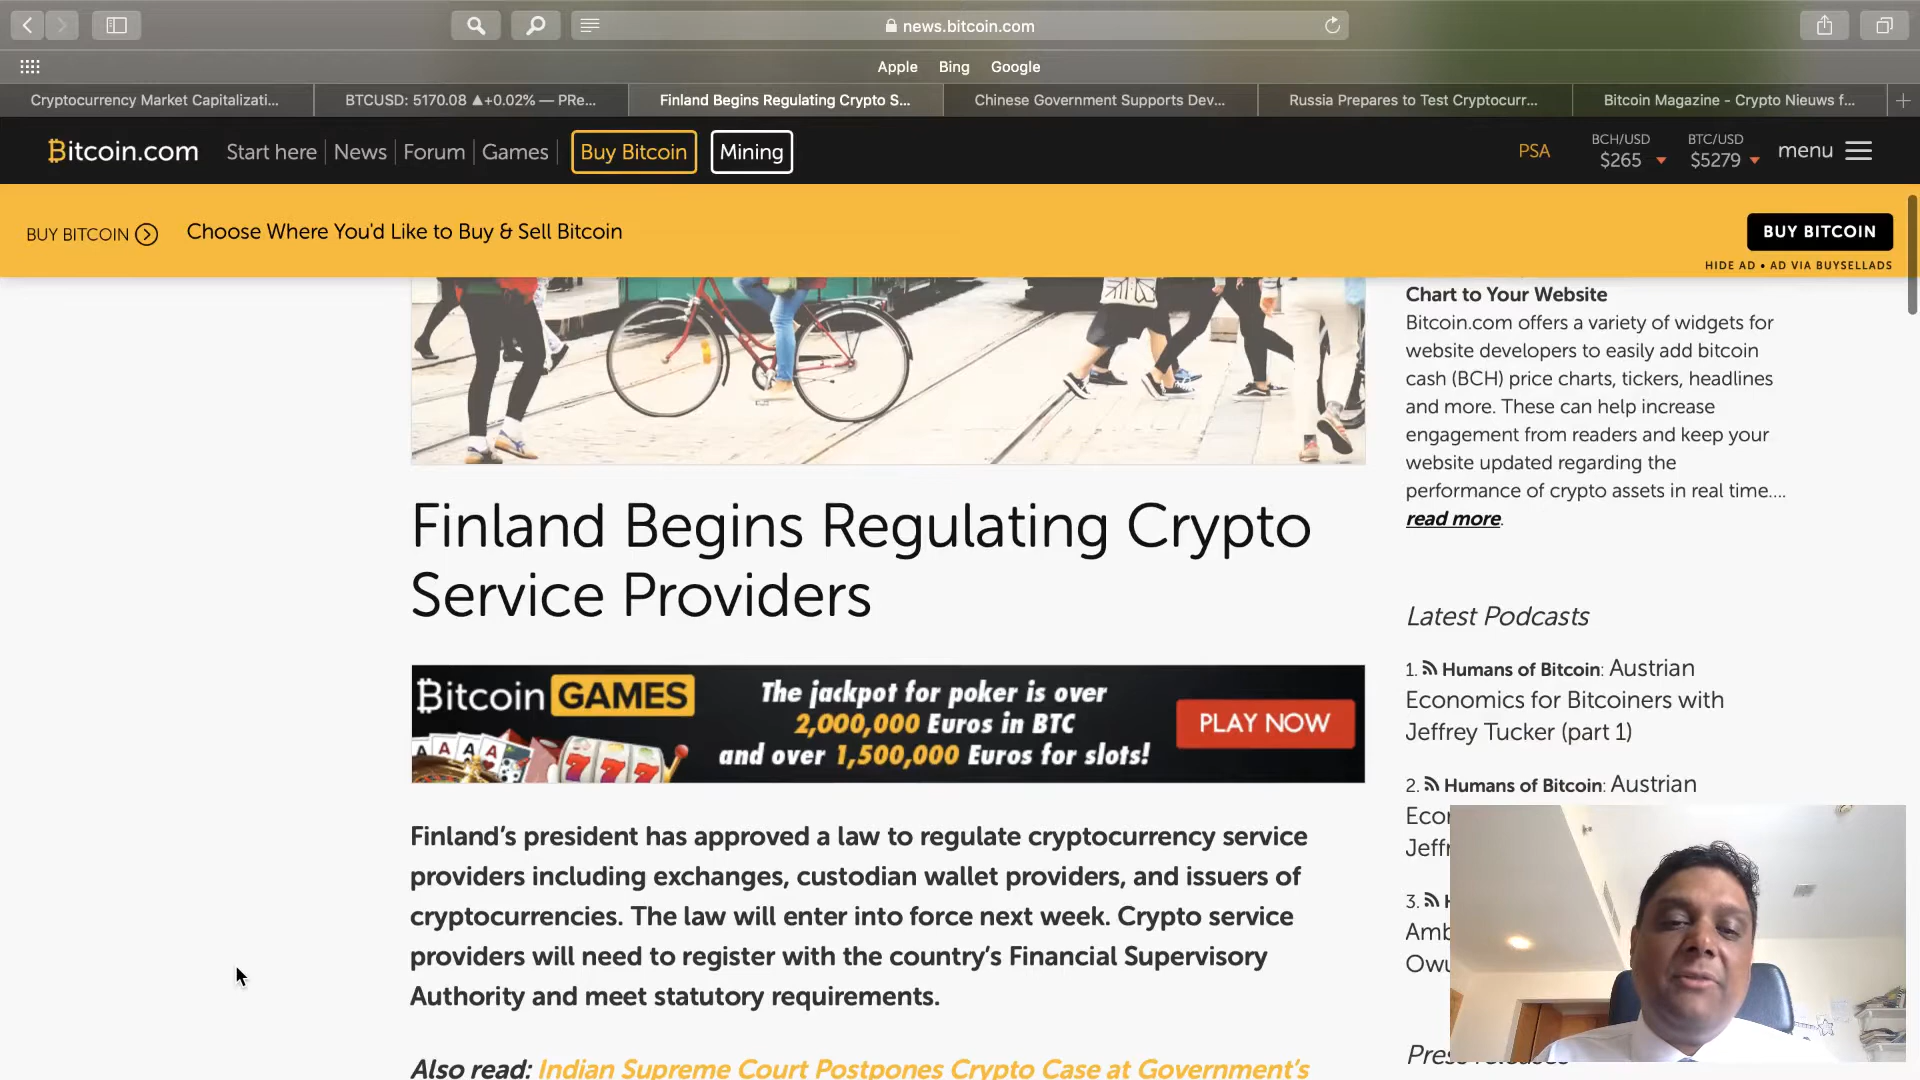 news.bitcoin.com
Apple Bing Google
Cryptocurrency Market Capitalizati... BTCUSD: 5170.08 ▲+0.02% — PRe... Finland Begins Regulating Crypto S... Chinese Government Supports Dev... Russia Prepares to Test Cryptocurr... Bitcoin Magazine - Crypto Nieuws f...
Bitcoin.com Start here News Forum Games Buy Bitcoin Mining PSA BCH/USD BTC/USD menu
$265 $5279
BUY BITCOIN Choose Where You'd Like to Buy & Sell Bitcoin BUY BITCOIN
HIDE AD • AD VIA BUYSELLADS
Finland Begins Regulating Crypto
Service Providers
Bitcoin GAMES
The jackpot for poker is over
2,000,000 Euros in BTC
and over 1,500,000 Euros for slots!
PLAY NOW
Finland's president has approved a law to regulate cryptocurrency service
providers including exchanges, custodian wallet providers, and issuers of
cryptocurrencies. The law will enter into force next week. Crypto service
providers will need to register with the country's Financial Supervisory
Authority and meet statutory requirements.
Also read: Indian Supreme Court Postpones Crypto Case at Government's
Chart to Your Website
Bitcoin.com offers a variety of widgets for
website developers to easily add bitcoin
cash (BCH) price charts, tickers, headlines
and more. These can help increase
engagement from readers and keep your
website updated regarding the
performance of crypto assets in real time....
read more.
Latest Podcasts
1. Humans of Bitcoin: Austrian
Economics for Bitcoiners with
Jeffrey Tucker (part 1)
2. Humans of Bitcoin: Austrian
3.